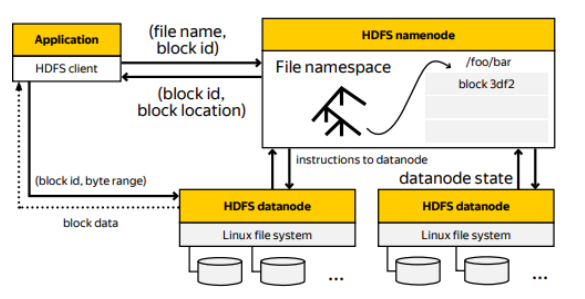 Application
HDFS client
(file name,
block id)
(block id,
block location)
HDFS namenode
File namespace
/foo/bar
block 3df2
instructions to datanode
datanode state
(block id, byte range)
block data
HDFS datanode
Linux file system
...
HDFS datanode
Linux file system
...